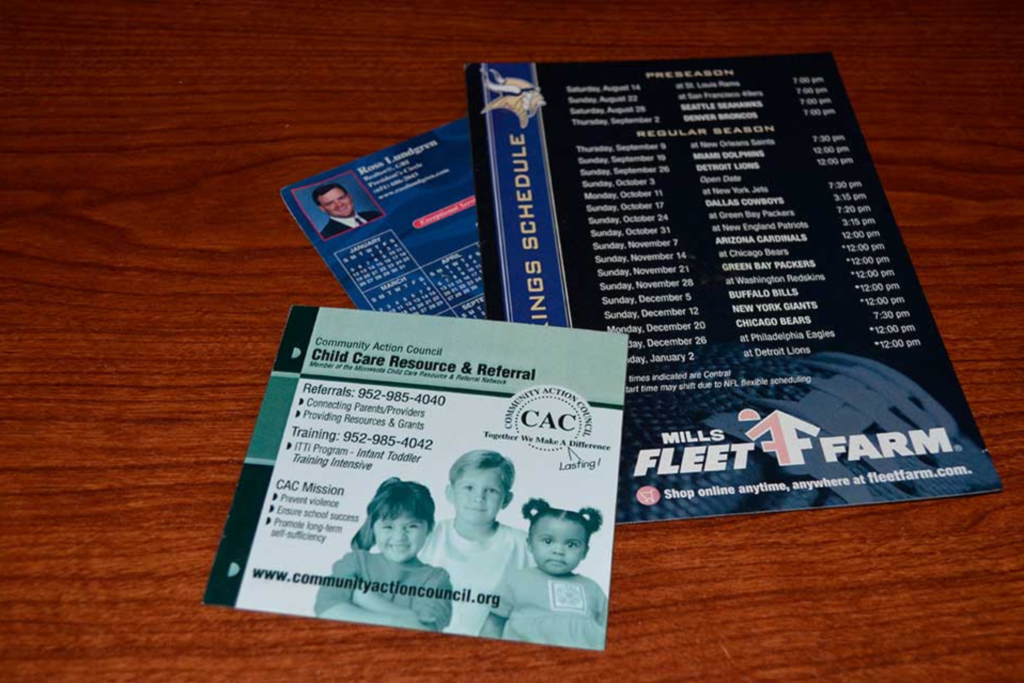 Ross Lundgren
Realtor®, GRI
President's Circle
www.rosslundgren.com
JANUARY
MARCH
APRIL
KINGS SCHEDULE
PRESEASON
Saturday, August 14 at St. Louis Rams 7:00 pm
Sunday, August 22 at San Francisco 49ers 7:00 pm
Saturday, August 28 SEATTLE SEAHAWKS 7:00 pm
Thursday, September 2 DENVER BRONCOS 7:00 pm
REGULAR SEASON
Thursday, September 9 at New Orleans Saints 7:30 pm
Sunday, September 19 MIAMI DOLPHINS 12:00 pm
Sunday, September 26 DETROIT LIONS 12:00 pm
Sunday, October 3 Open Date
Monday, October 11 at New York Jets 7:30 pm
Sunday, October 17 DALLAS COWBOYS 3:15 pm
Sunday, October 24 at Green Bay Packers 7:20 pm
Sunday, October 31 at New England Patriots 3:15 pm
Sunday, November 7 ARIZONA CARDINALS 12:00 pm
Sunday, November 14 at Chicago Bears *12:00 pm
Sunday, November 21 GREEN BAY PACKERS *12:00 pm
Sunday, November 28 at Washington Redskins *12:00 pm
Sunday, December 5 BUFFALO BILLS *12:00 pm
Sunday, December 12 NEW YORK GIANTS *12:00 pm
Monday, December 20 CHICAGO BEARS 7:30 pm
day, December 26 at Philadelphia Eagles *12:00 pm
day, January 2 at Detroit Lions *12:00 pm
times indicated are Central
tart time may shift due to NFL flexible scheduling
MILLS
FLEET FARM
Shop online anytime, anywhere at fleetfarm.com.
Community Action Council
Child Care Resource & Referral
Member of the Minnesota Child Care Resource & Referral Network
Referrals: 952-985-4040
Connecting Parents/Providers
Providing Resources & Grants
Training: 952-985-4042
ITTI Program - Infant Toddler
Training Intensive
CAC Mission
Prevent violence
Ensure school success
Promote long-term
self-sufficiency
COMMUNITY ACTION COUNCIL
CAC
Together We Make A Difference
Lasting!
www.communityactioncouncil.org